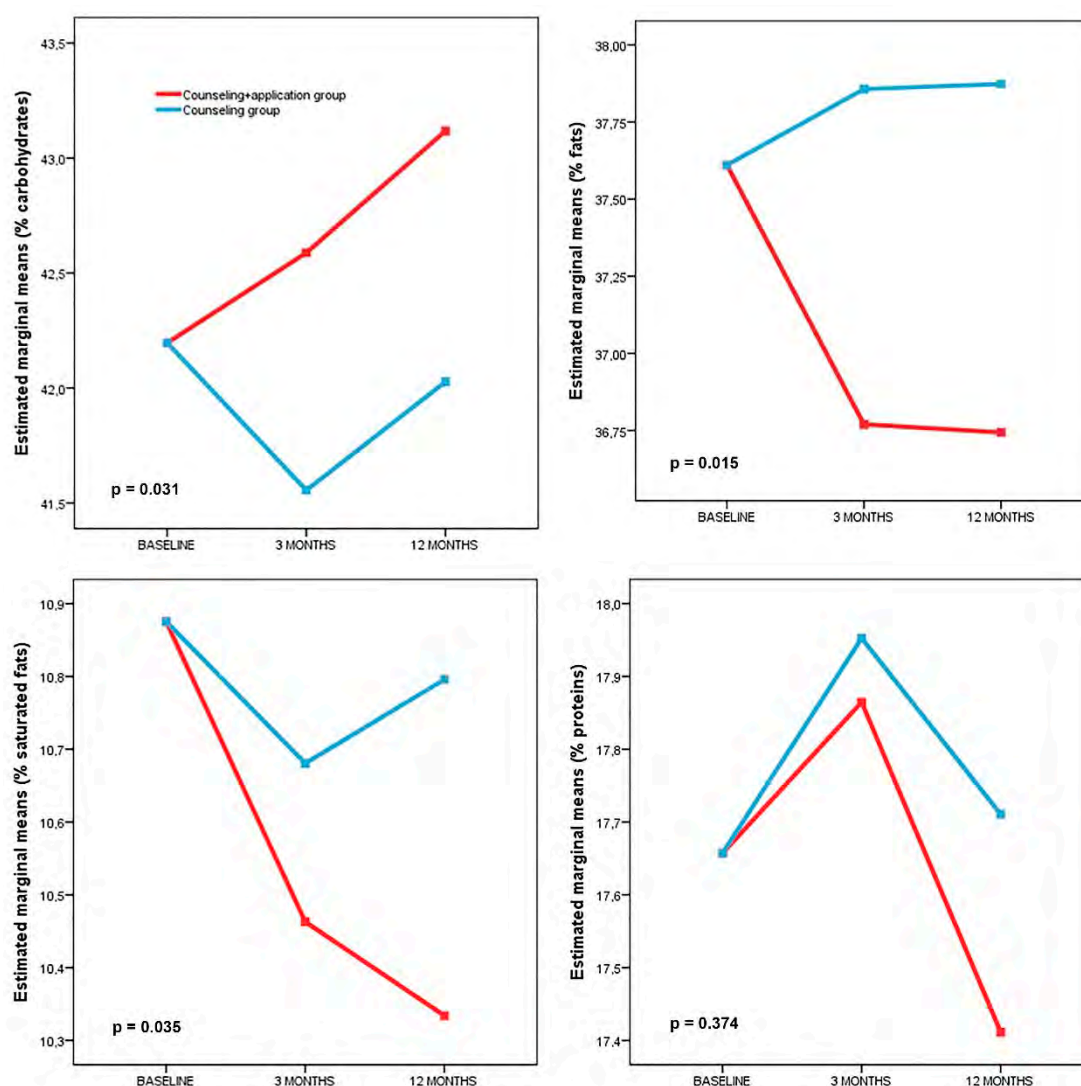 Estimated marginal means (% carbohydrates)
43,5
43,0
42,5
42,0
41,5
Counseling+application group
Counseling group
p = 0.031
BASELINE
3 MONTHS
12 MONTHS
Estimated marginal means (% fats)
38,00
37,75
37,50
37,25
37,00
36,75
p = 0.015
BASELINE
3 MONTHS
12 MONTHS
Estimated marginal means (% saturated fats)
10,9
10,8
10,7
10,6
10,5
10,4
10,3
p = 0.035
BASELINE
3 MONTHS
12 MONTHS
Estimated marginal means (% proteins)
18,0
17,9
17,8
17,7
17,6
17,5
17,4
p = 0.374
BASELINE
3 MONTHS
12 MONTHS